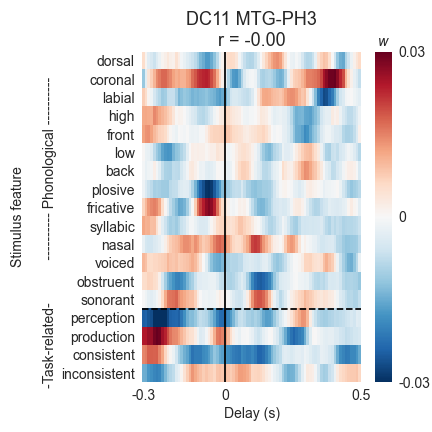 DC11 MTG-PH3
r = -0.00
w
dorsal
coronal
labial
high
front
low
back
plosive
fricative
syllabic
nasal
voiced
obstruent
sonorant
perception
production
consistent
inconsistent
Stimulus feature
-Task-related- ----------- Phonological ----------
0.03
0
-0.03
-0.3 0 0.5
Delay (s)